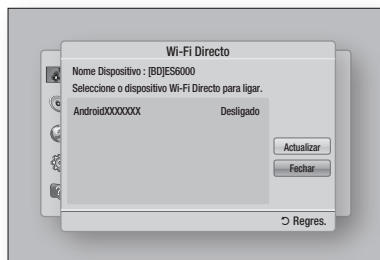 Wi-Fi Directo
Nome Dispositivo : [BD]ES6000
Seleccione o dispositivo Wi-Fi Directo para ligar.
AndroidXXXXXXX Desligado
Actualizar
Fechar
⮌ Regres.